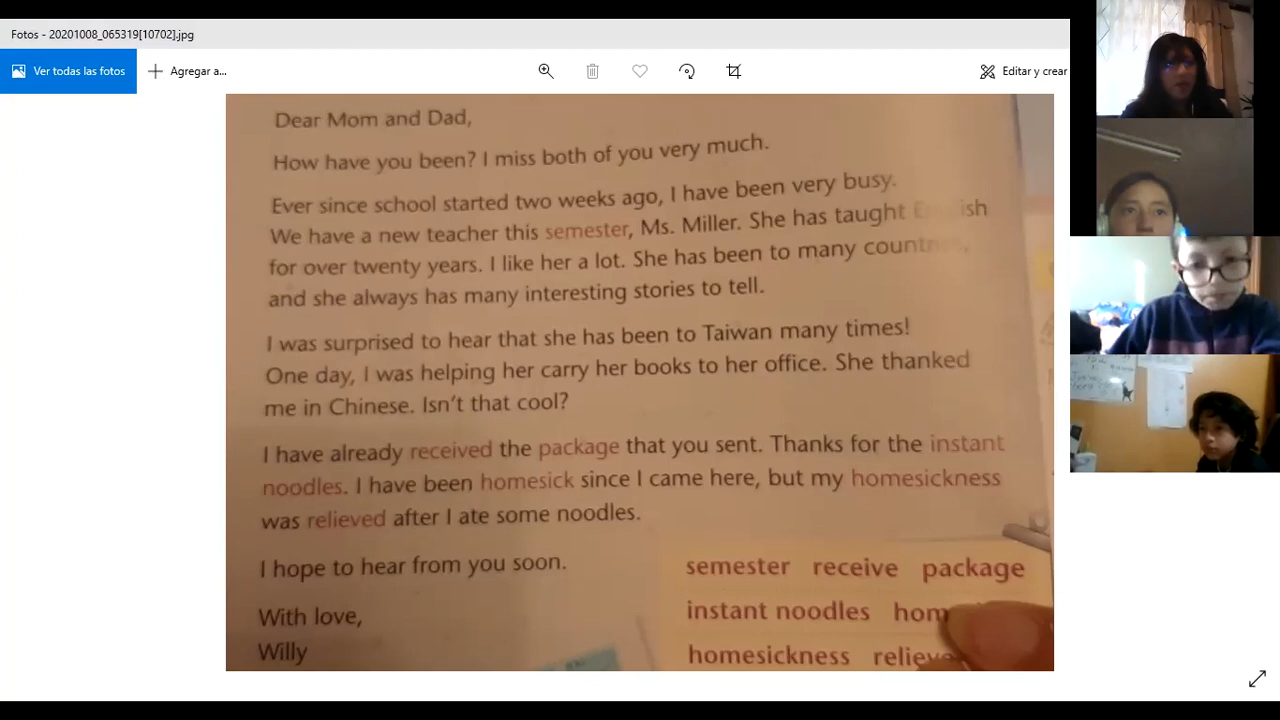 Fotos - 20201008_065319[10702].jpg
Ver todas las fotos
Agregar a...
Editar y crear
Dear Mom and Dad,
How have you been? I miss both of you very much.
Ever since school started two weeks ago, I have been very busy.
We have a new teacher this semester, Ms. Miller. She has taught
for over twenty years. I like her a lot. She has been to many
and she always has many interesting stories to tell.
I was surprised to hear that she has been to Taiwan many times!
One day, I was helping her carry her books to her office. She thanked
me in Chinese. Isn't that cool?
I have already received the package that you sent. Thanks for the instant
noodles. I have been homesick since I came here, but my homesickness
was relieved after I ate some noodles.
I hope to hear from you soon.
With love,
Willy
semester receive package
instant noodles
homesickness